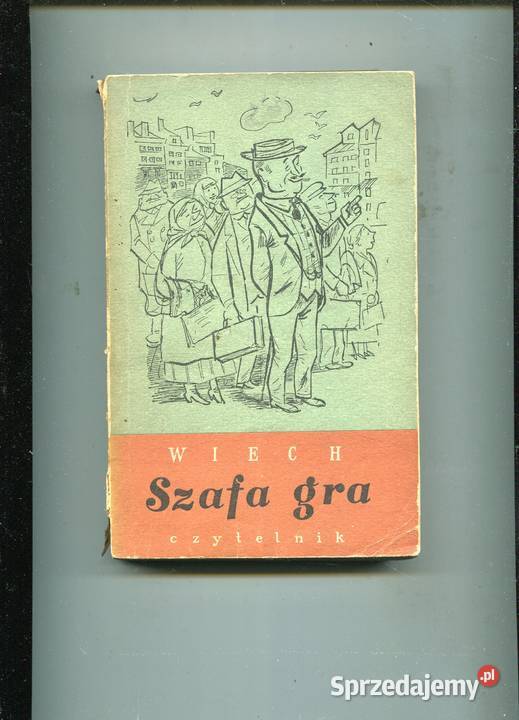 WIECH
Szafa gra
czytelnik
Sprzedajemy.pl